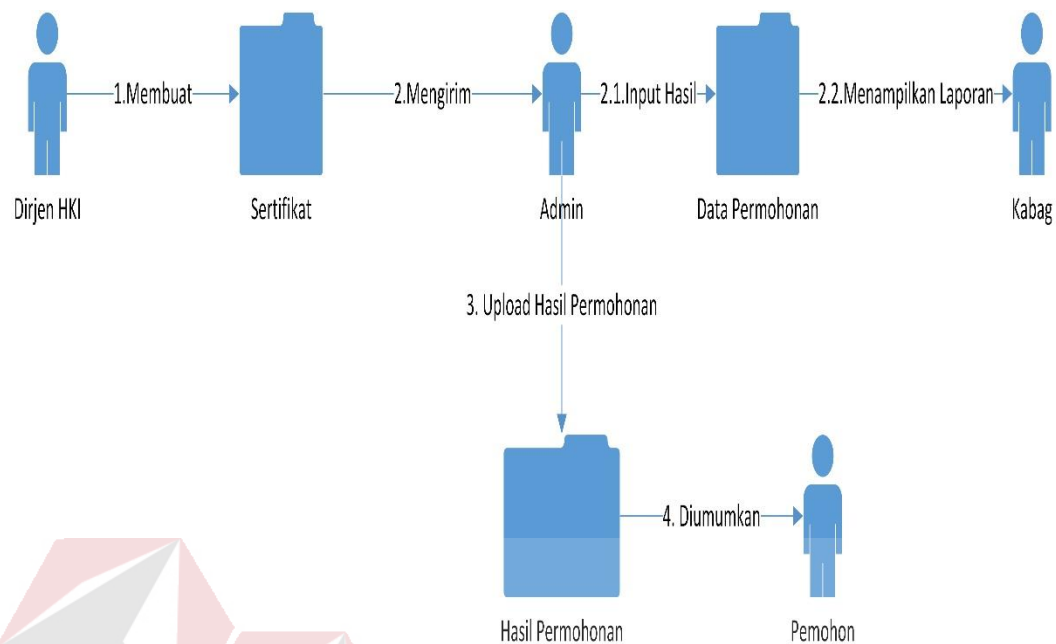 1.Membuat
2.Mengirim
2.1.Input Hasil
2.2.Menampilkan Laporan
Dirjen HKI
Sertifikat
Admin
Data Permohonan
Kabag
3. Upload Hasil Permohonan
4. Diumumkan
Hasil Permohonan
Pemohon